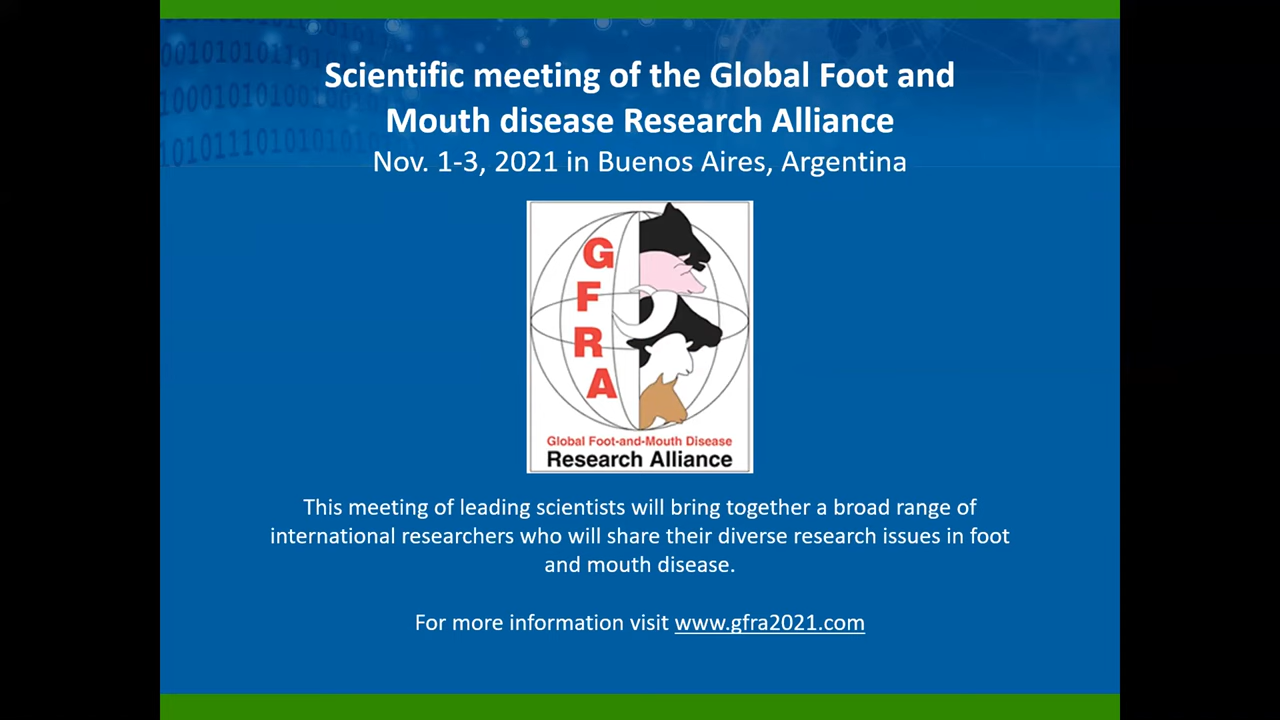 Scientific meeting of the Global Foot and
Mouth disease Research Alliance
Nov. 1-3, 2021 in Buenos Aires, Argentina
G
F
R
A
Global Foot-and-Mouth Disease
Research Alliance
This meeting of leading scientists will bring together a broad range of
international researchers who will share their diverse research issues in foot
and mouth disease.
For more information visit www.gfra2021.com